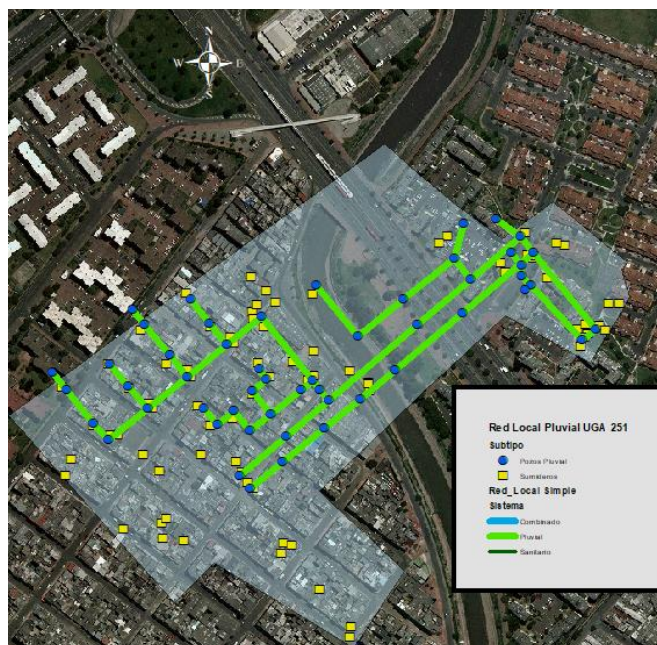 N
W
E
S
Red Local Pluvial UGA 251
Subtipo
Pozos Pluvial
Sumideros
Red_Local Simple
Sistema
Combinado
Pluvial
Sanitario